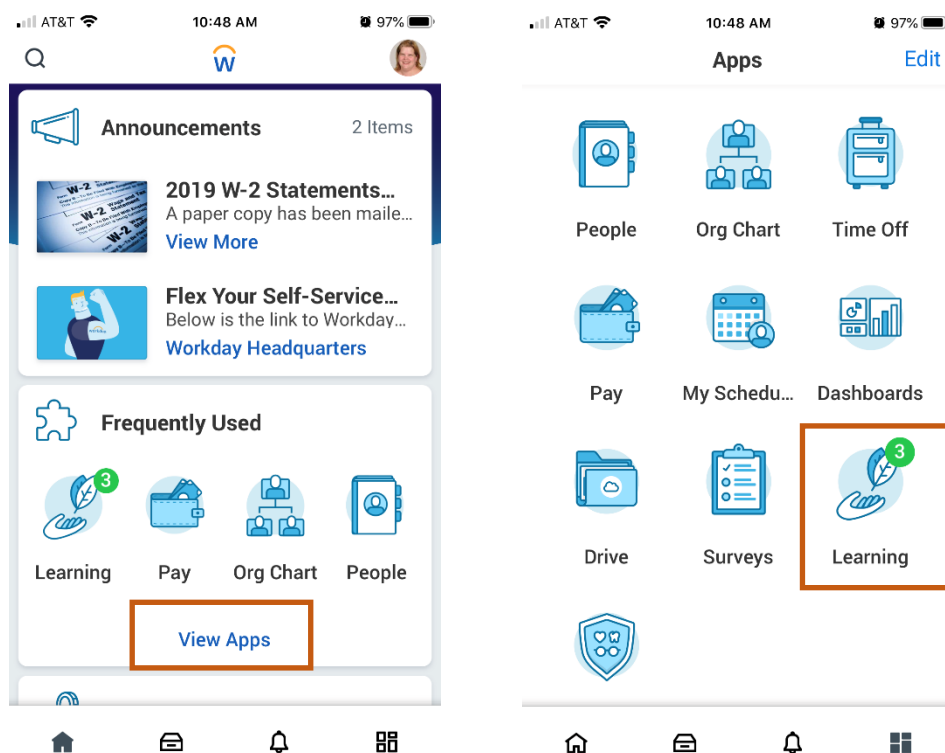 AT&T
10:48 AM
97%
W
Announcements
2 Items
W-2
2019 W-2 Statements...
A paper copy has been maile...
View More
Flex Your Self-Service...
Below is the link to Workday...
Workday Headquarters
Frequently Used
3
Learning
Pay
Org Chart
People
View Apps
AT&T
10:48 AM
97%
Apps
Edit
People
Org Chart
Time Off
Pay
My Schedu...
Dashboards
3
Drive
Surveys
Learning